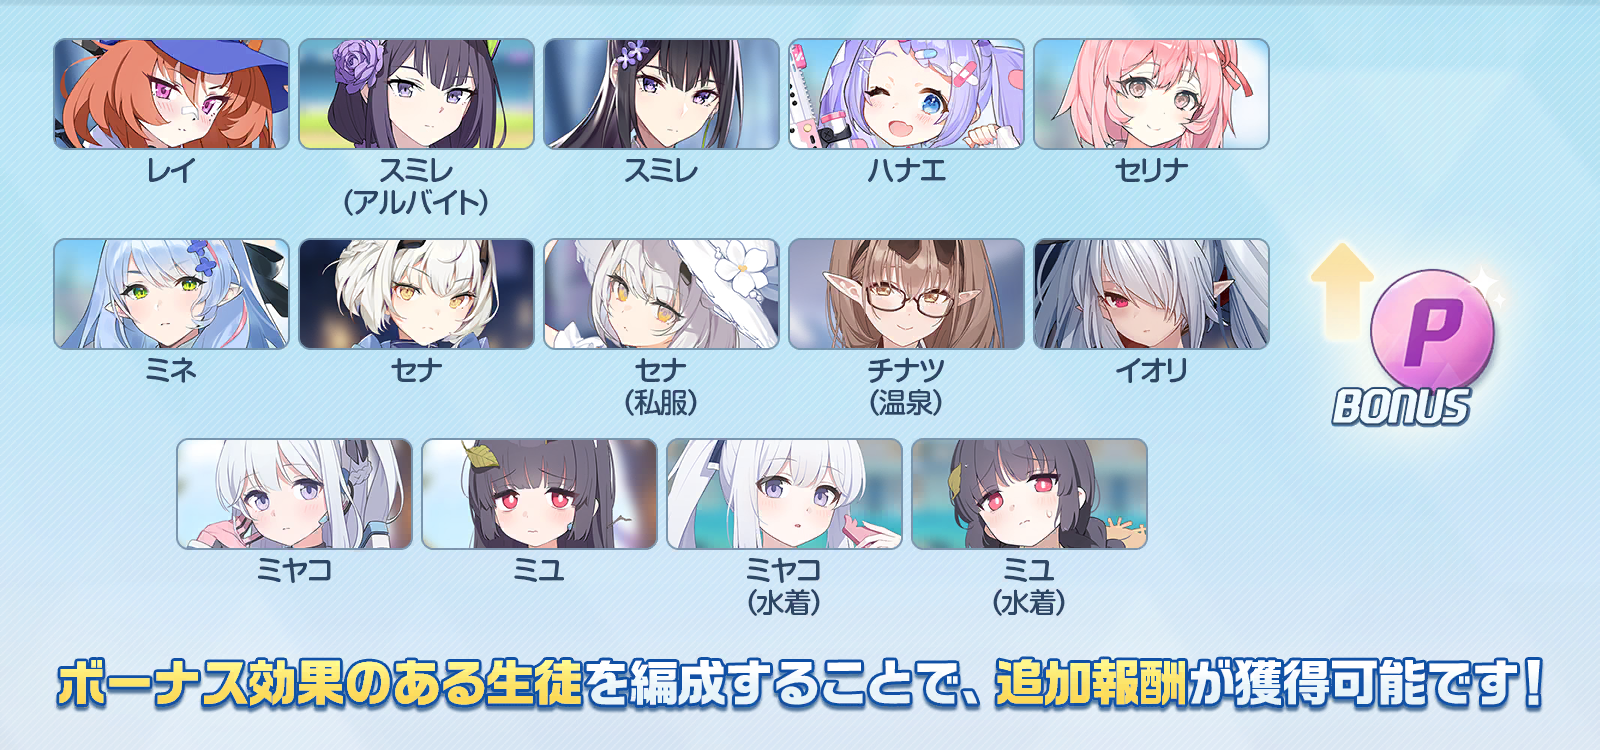 レイ
スミレ
(アルバイト)
スミレ
ハナエ
セリナ
ミネ
セナ
セナ
(私服)
チナツ
(温泉)
イオリ
P
BONUS
ミヤコ
ミユ
ミヤコ
(水着)
ミユ
(水着)
ボーナス効果のある生徒を編成することで、追加報酬が獲得可能です!